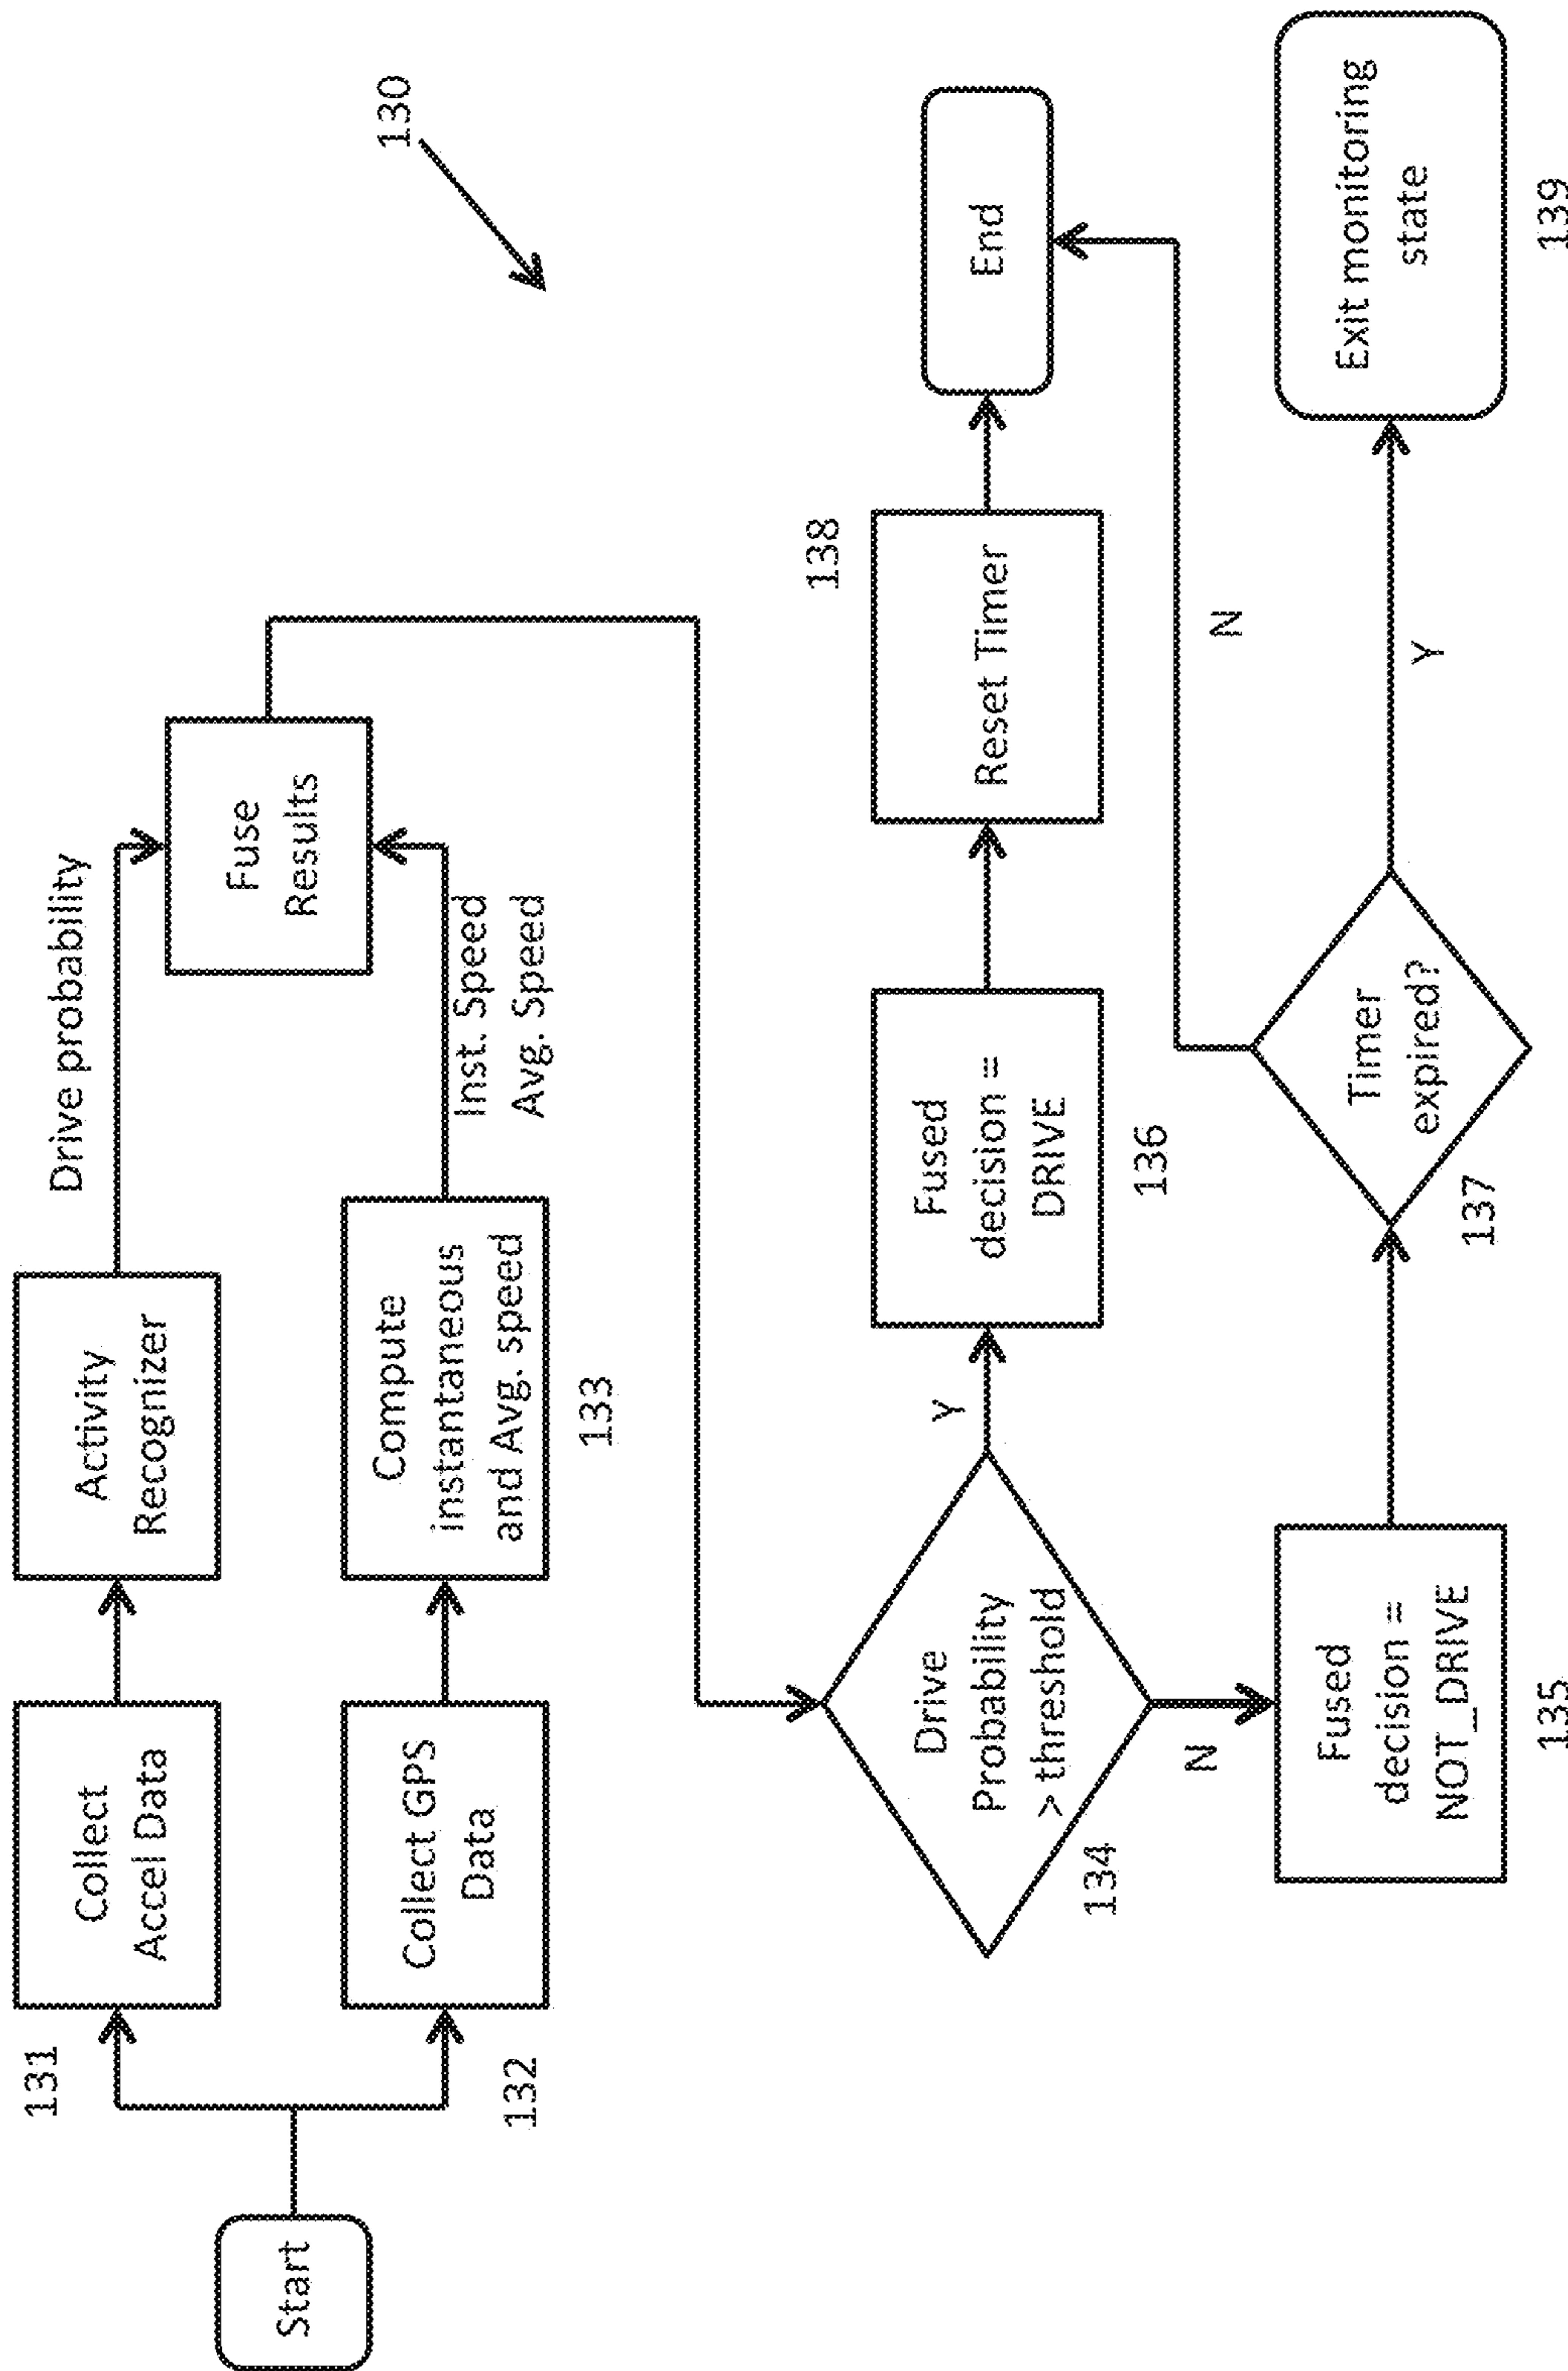 130
Start
131
Collect
Accel Data
Activity
Recognizer
Drive probability
132
Collect GPS
Data
Compute
instantaneous
and Avg. speed
133
Inst. Speed
Avg. Speed
Fuse
Results
Drive
Probability
> threshold
134
Y
Fused
decision =
DRIVE
136
Reset Timer
138
End
N
Fused
decision =
NOT_DRIVE
135
Timer
expired?
137
N
Y
Exit monitoring
state
139